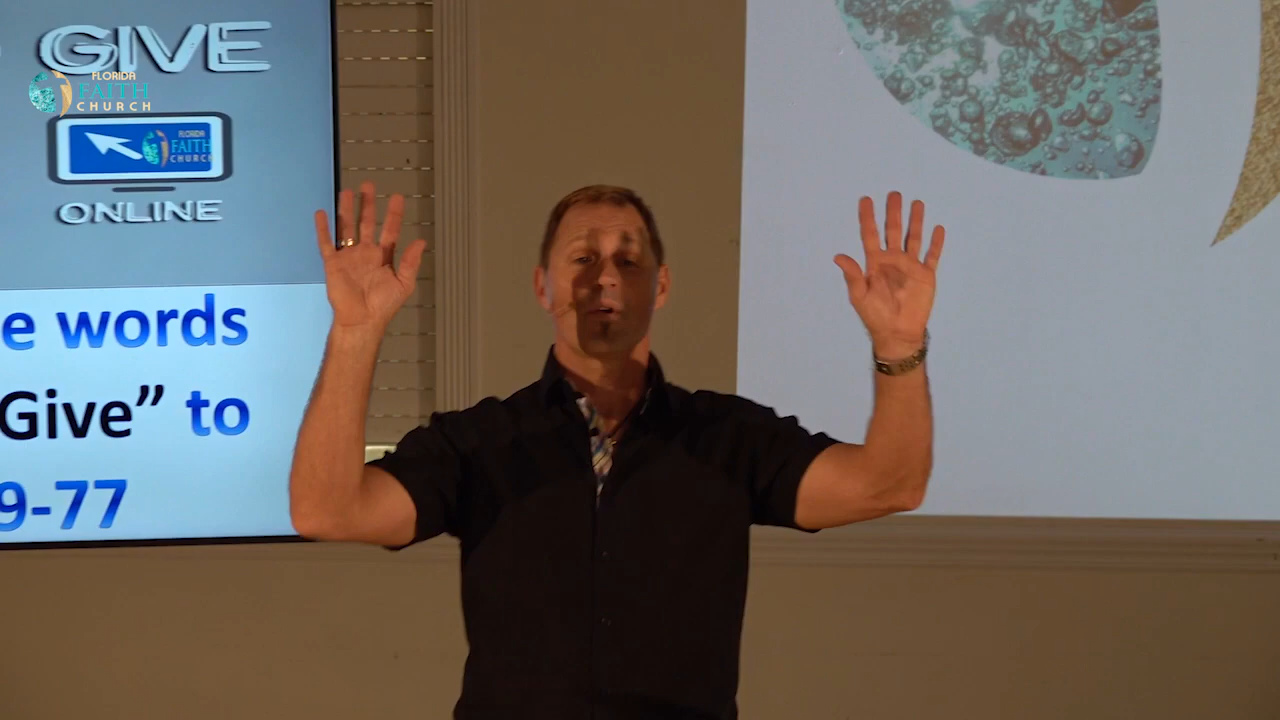 GIVE
FLORIDA
FAITH
CHURCH
FLORIDA
FAITH
CHURCH
ONLINE
e words
Give” to
9-77